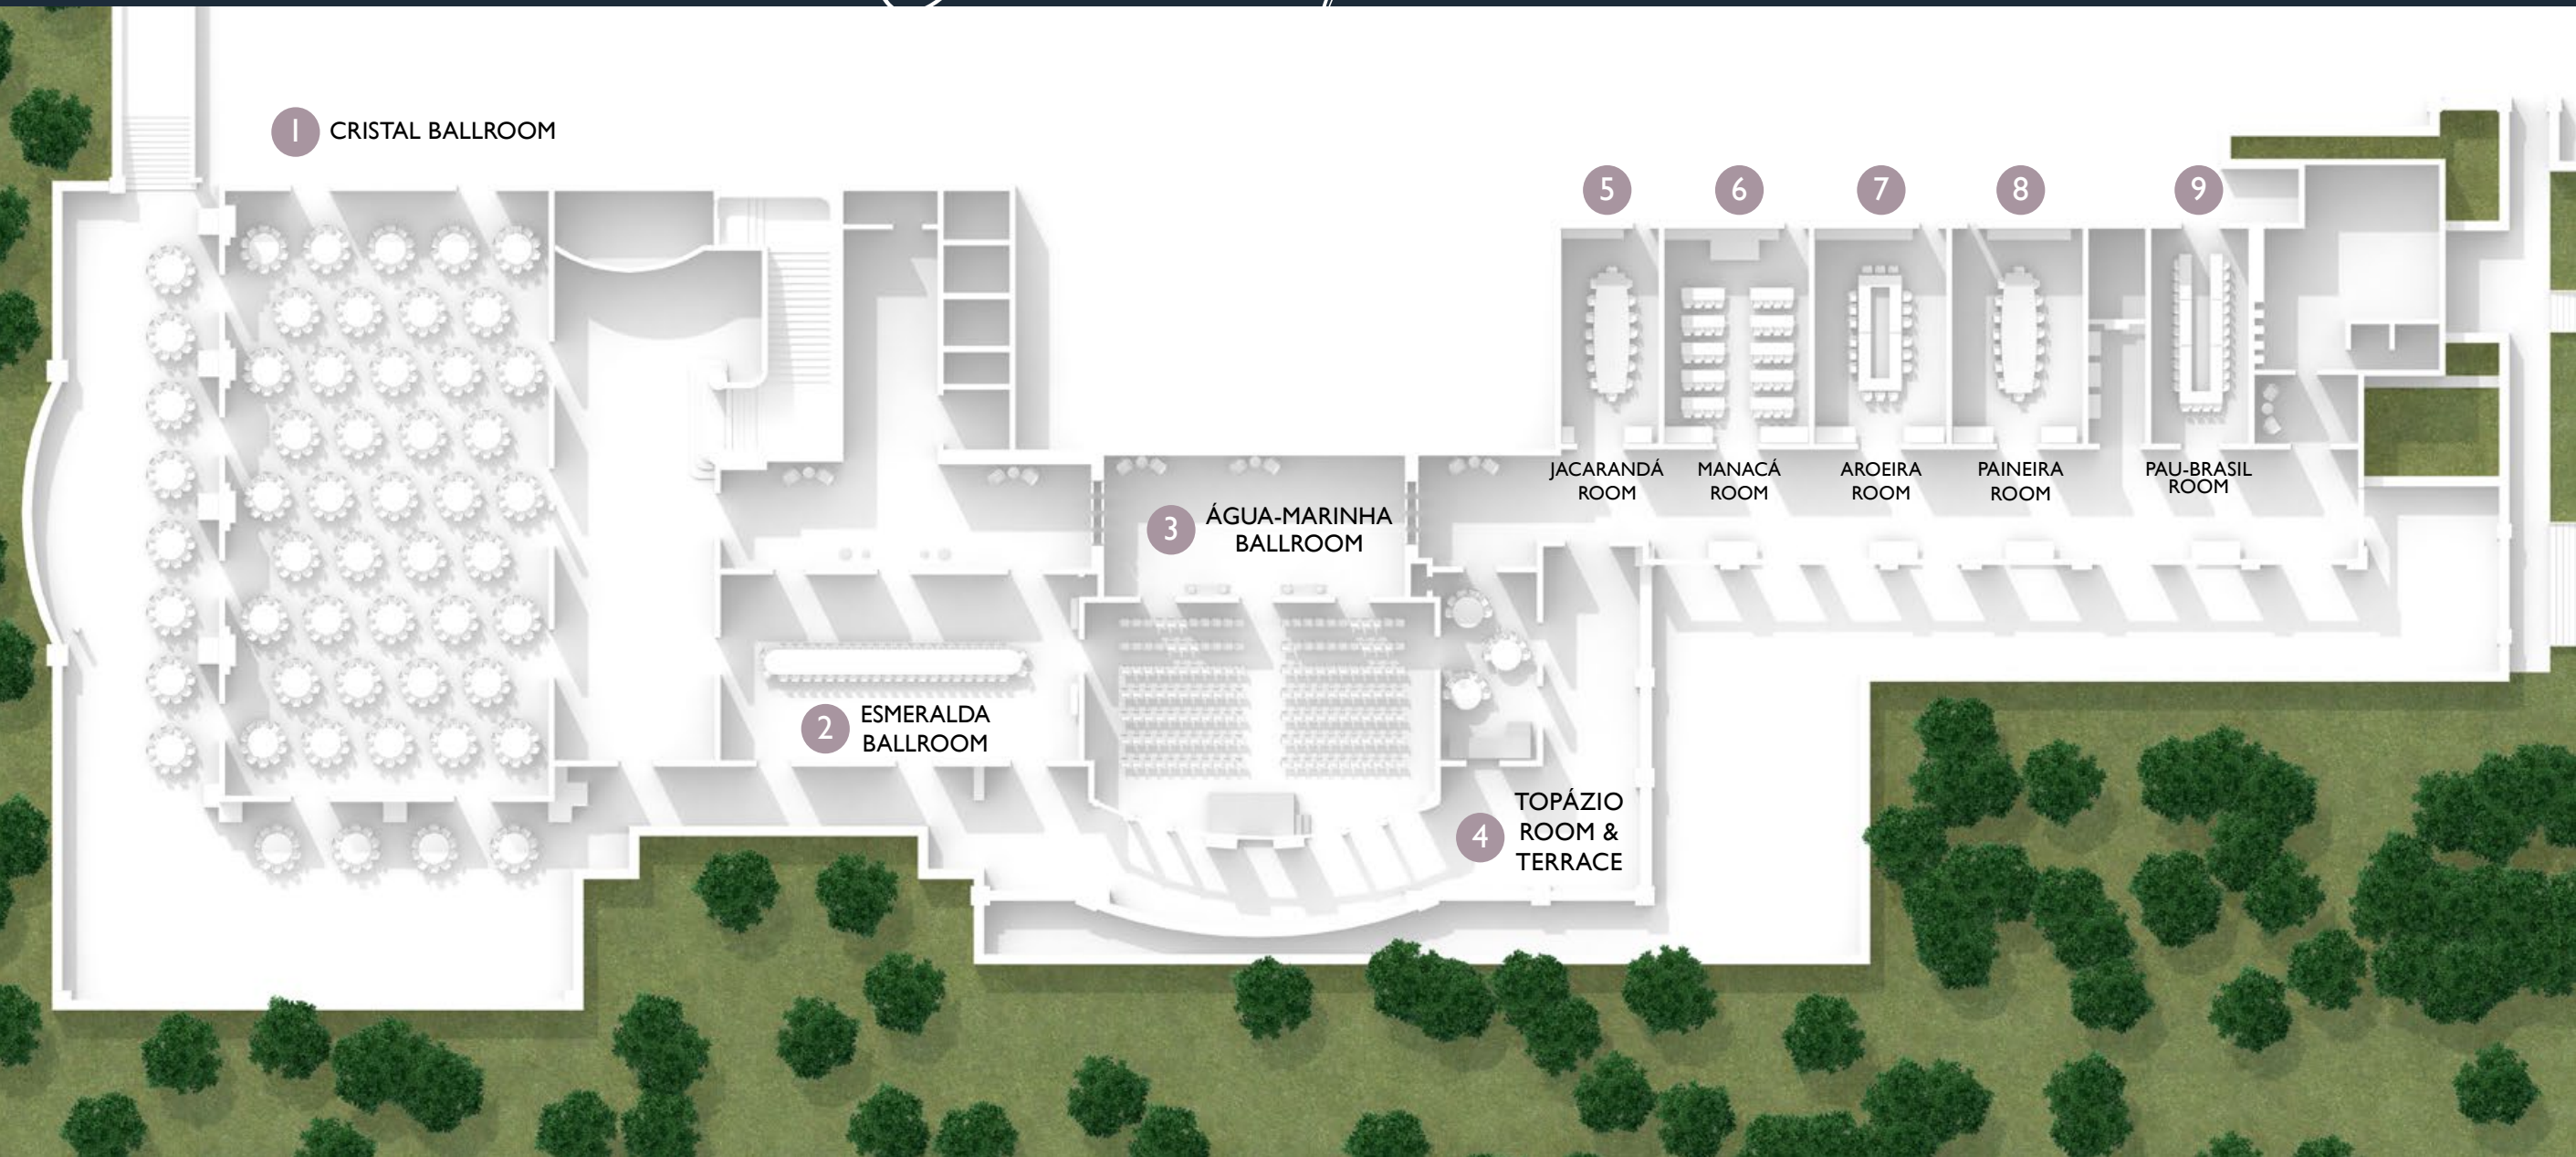 1 CRISTAL BALLROOM
5
6
7
8
9
JACARANDÁ
ROOM
MANACÁ
ROOM
AROEIRA
ROOM
PAINEIRA
ROOM
PAU-BRASIL
ROOM
3 ÁGUA-MARINHA
BALLROOM
2 ESMERALDA
BALLROOM
4 TOPÁZIO
ROOM &
TERRACE